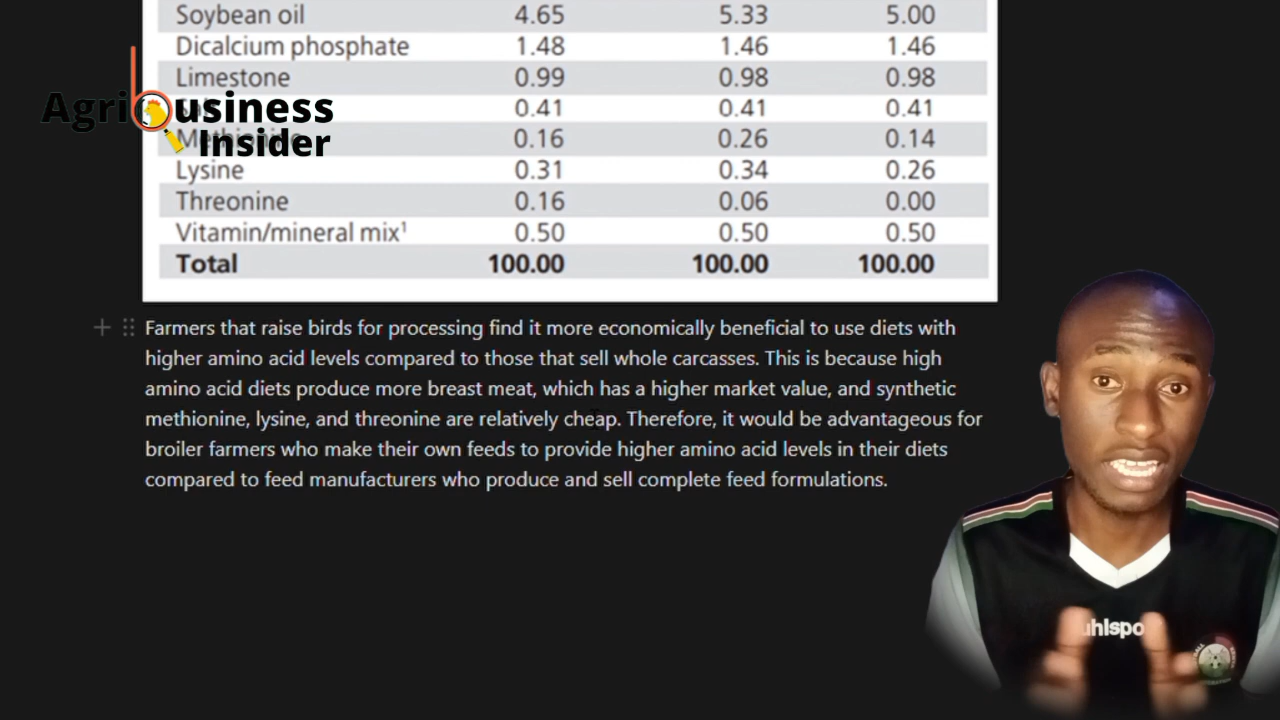 Soybean oil 4.65 5.33 5.00
Dicalcium phosphate 1.48 1.46 1.46
Limestone 0.99 0.98 0.98
0.41 0.41 0.41
Methionine 0.16 0.26 0.14
Lysine 0.31 0.34 0.26
Threonine 0.16 0.06 0.00
Vitamin/mineral mix¹ 0.50 0.50 0.50
Total 100.00 100.00 100.00
Agribusiness
Insider
Farmers that raise birds for processing find it more economically beneficial to use diets with
higher amino acid levels compared to those that sell whole carcasses. This is because high
amino acid diets produce more breast meat, which has a higher market value, and synthetic
methionine, lysine, and threonine are relatively cheap. Therefore, it would be advantageous for
broiler farmers who make their own feeds to provide higher amino acid levels in their diets
compared to feed manufacturers who produce and sell complete feed formulations.
uhlspo